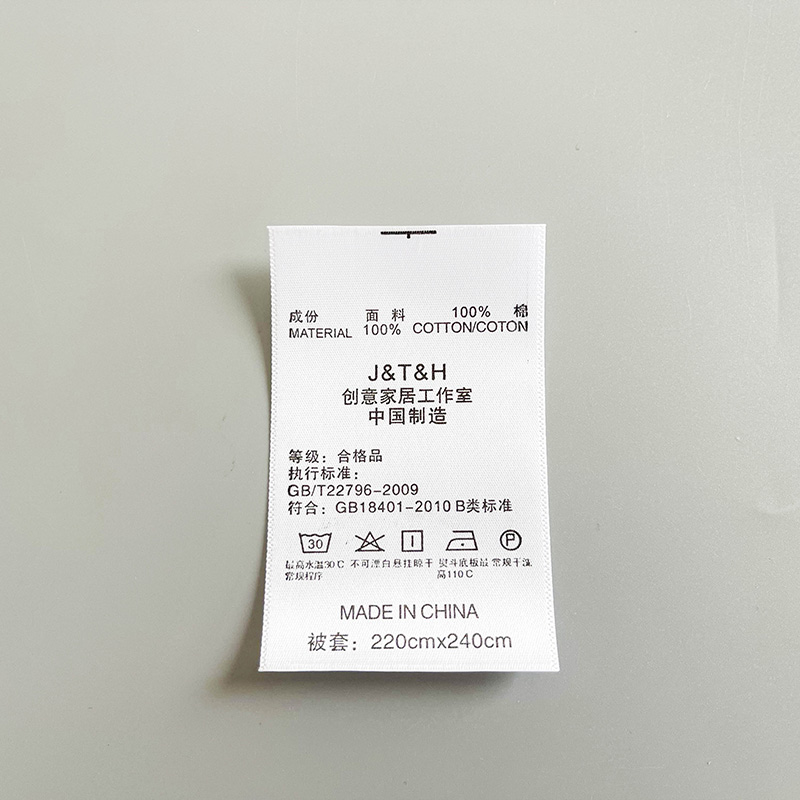 成份 面料 100% 棉
MATERIAL 100% COTTON/COTON
J&T&H
创意家居工作室
中国制造
等级：合格品
执行标准：
GB/T22796-2009
符合：GB18401-2010 B类标准
30 P
最高水温30℃ 不可漂白 悬挂晾干 熨斗底板最 常规干洗
常规程序 高110℃
MADE IN CHINA
被套：220cmx240cm